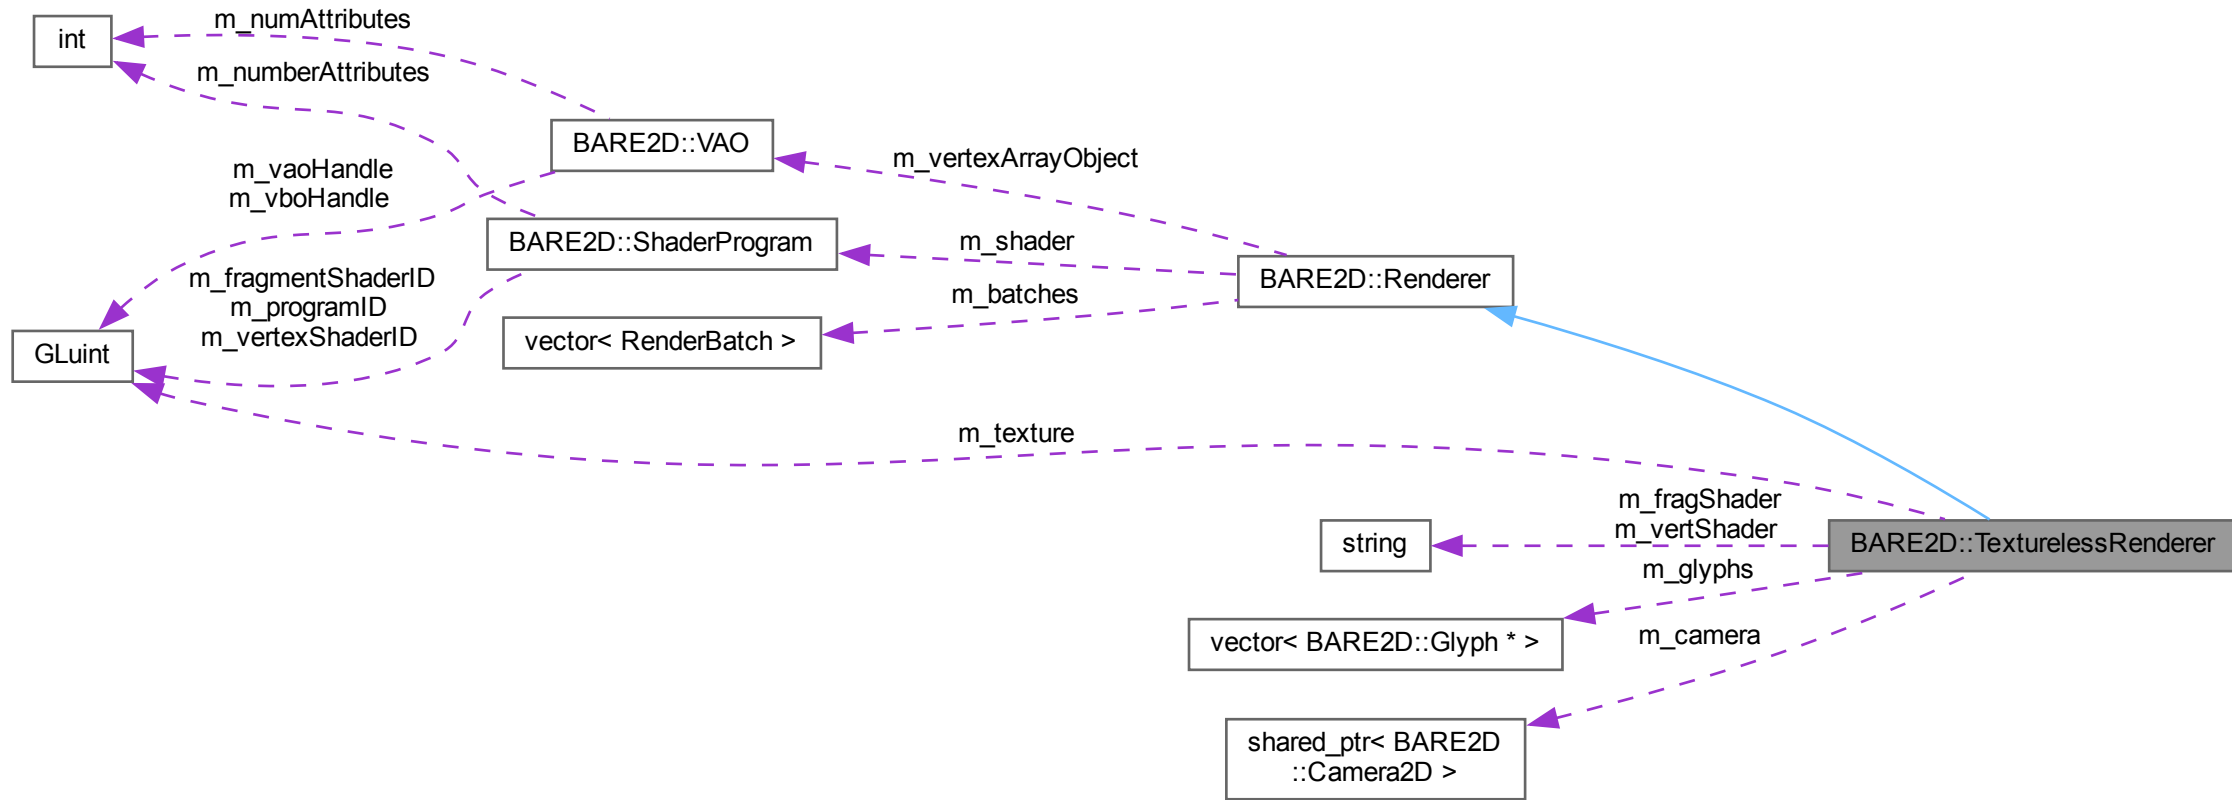 m_numAttributes
int
m_numberAttributes
BARE2D::VAO
m_vertexArrayObject
m_vaoHandle
m_vboHandle
BARE2D::ShaderProgram
m_shader
BARE2D::Renderer
m_fragmentShaderID
m_programID
m_vertexShaderID
m_batches
GLuint
vector< RenderBatch >
m_texture
m_fragShader
m_vertShader
string
BARE2D::TexturelessRenderer
m_glyphs
vector< BARE2D::Glyph * >
m_camera
shared_ptr< BARE2D
::Camera2D >